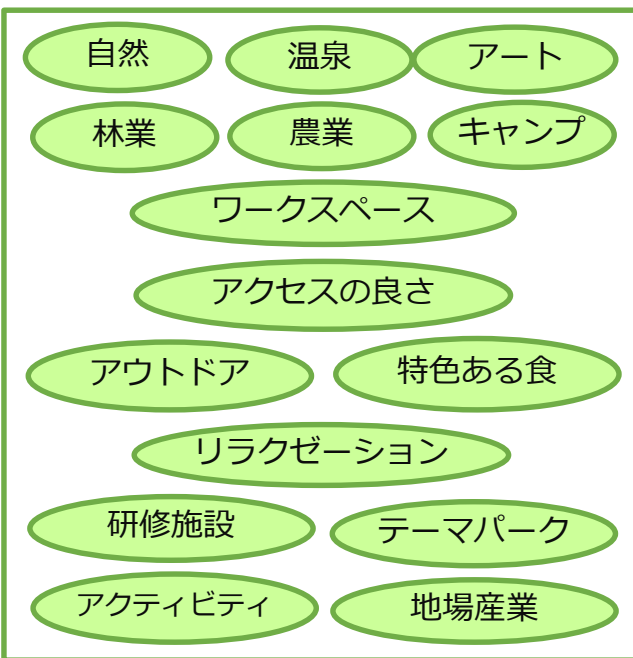 自然 温泉 アート
林業 農業 キャンプ
ワークスペース
アクセスの良さ
アウトドア 特色ある食
リラクゼーション
研修施設 テーマパーク
アクティビティ 地場産業